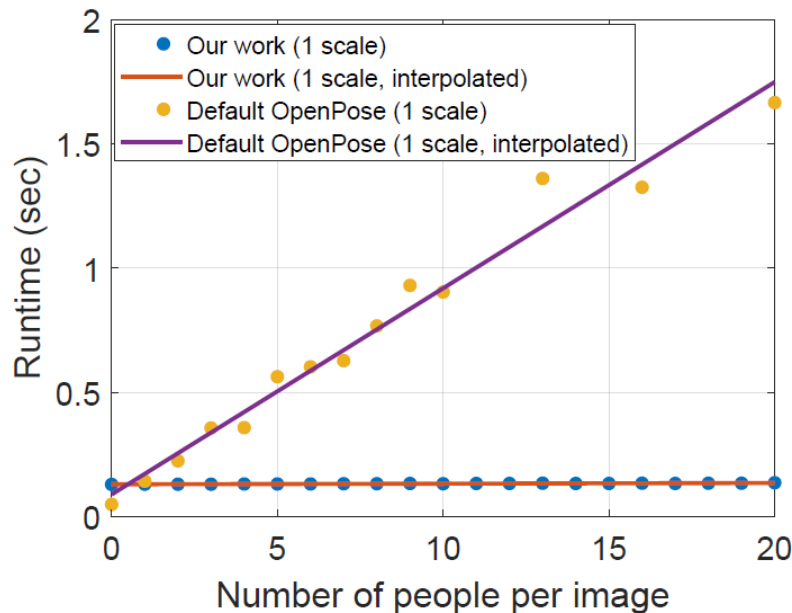 2
Our work (1 scale)
Our work (1 scale, interpolated)
Default OpenPose (1 scale)
Default OpenPose (1 scale, interpolated)
1.5
1
0.5
0
Runtime (sec)
0 5 10 15 20
Number of people per image